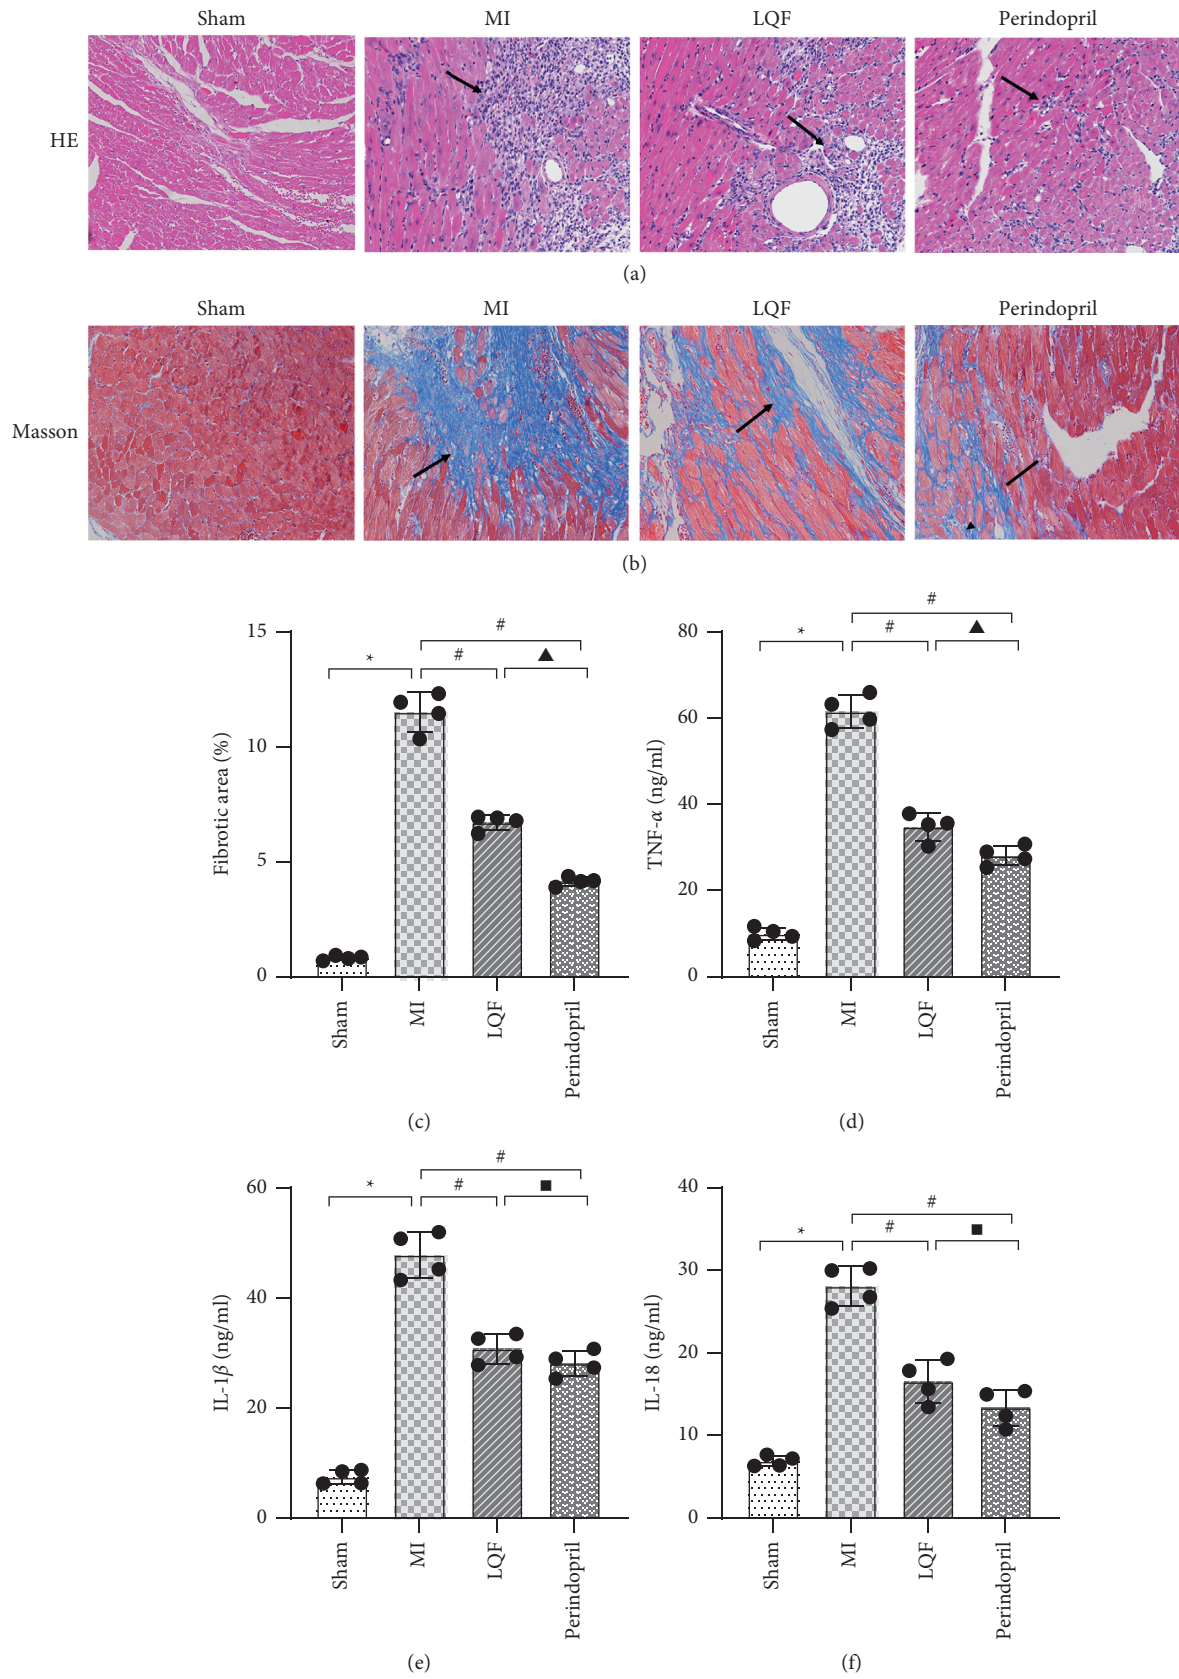 Sham MI LQF Perindopril
HE
(a)
Sham MI LQF Perindopril
Masson
(b)
Fibrotic area (%)
15
10
5
0
* # # ▲
Sham MI LQF Perindopril
(c)
TNF-α (ng/ml)
80
60
40
20
0
* # # ▲
Sham MI LQF Perindopril
(d)
IL-1β (ng/ml)
60
40
20
0
* # # ■
Sham MI LQF Perindopril
(e)
IL-18 (ng/ml)
40
30
20
10
0
* # # ■
Sham MI LQF Perindopril
(f)